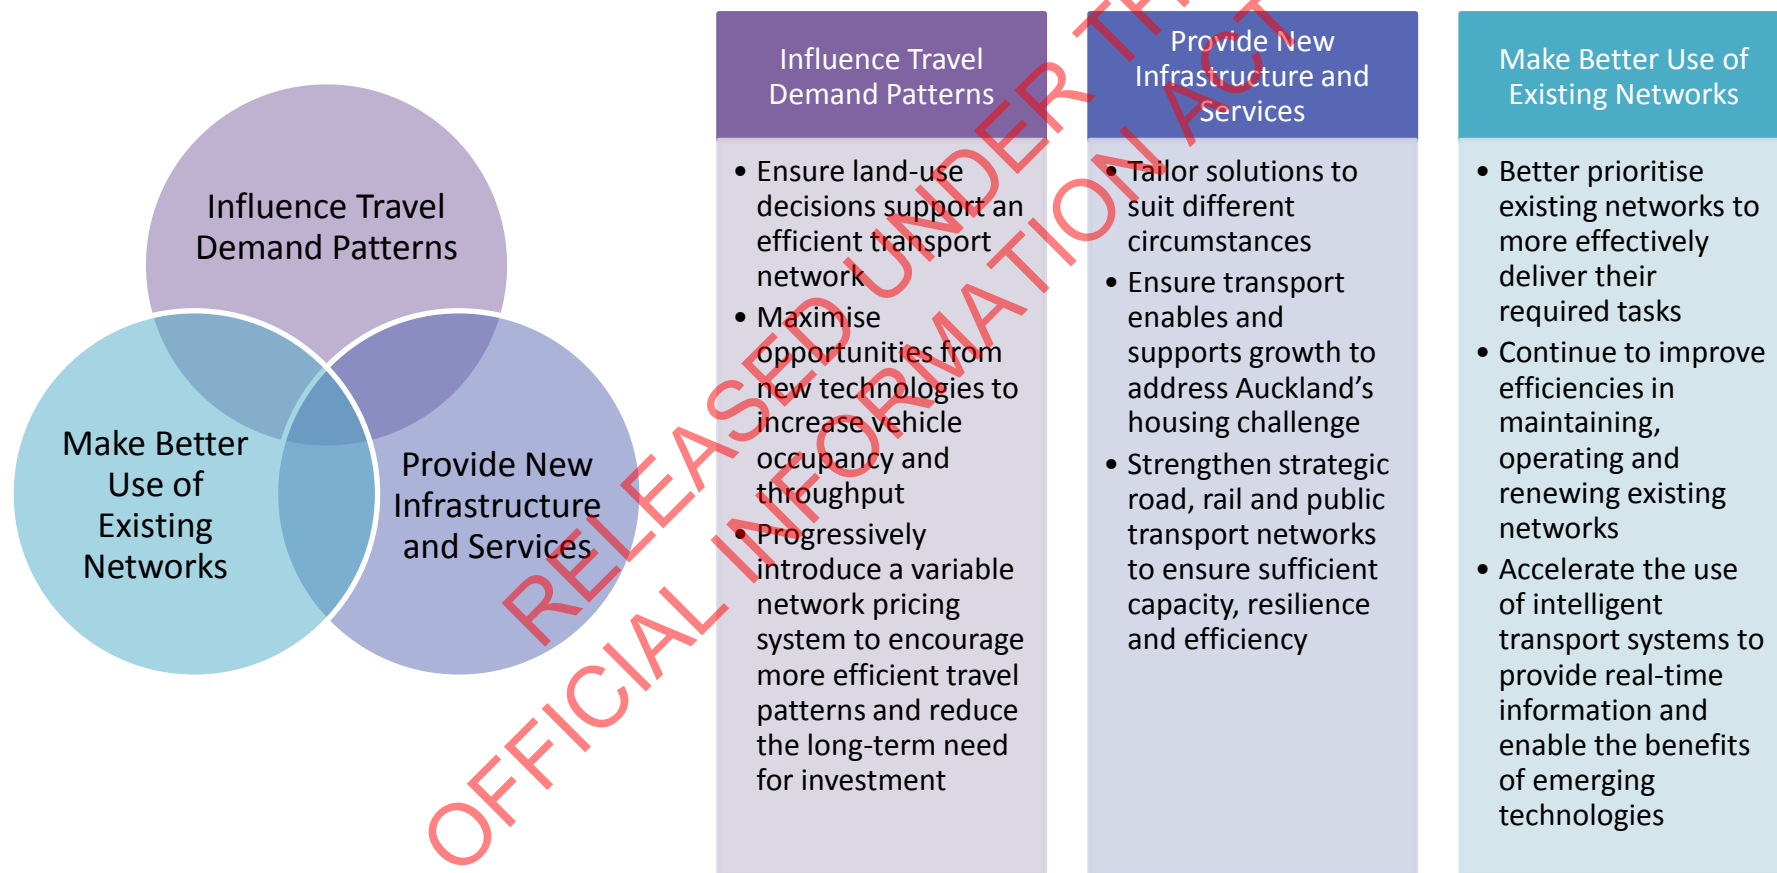 Influence Travel
Demand Patterns
Make Better
Use of
Existing
Networks
Provide New
Infrastructure
and Services
Influence Travel
Demand Patterns
• Ensure land-use
decisions support an
efficient transport
network
• Maximise
opportunities from
new technologies to
increase vehicle
occupancy and
throughput
• Progressively
introduce a variable
network pricing
system to encourage
more efficient travel
patterns and reduce
the long-term need
for investment
Provide New
Infrastructure and
Services
• Tailor solutions to
suit different
circumstances
• Ensure transport
enables and
supports growth to
address Auckland’s
housing challenge
• Strengthen strategic
road, rail and public
transport networks
to ensure sufficient
capacity, resilience
and efficiency
Make Better Use of
Existing Networks
• Better prioritise
existing networks to
more effectively
deliver their
required tasks
• Continue to improve
efficiencies in
maintaining,
operating and
renewing existing
networks
• Accelerate the use
of intelligent
transport systems to
provide real-time
information and
enable the benefits
of emerging
technologies
RELEASED UNDER
OFFICIAL INFORMATION ACT